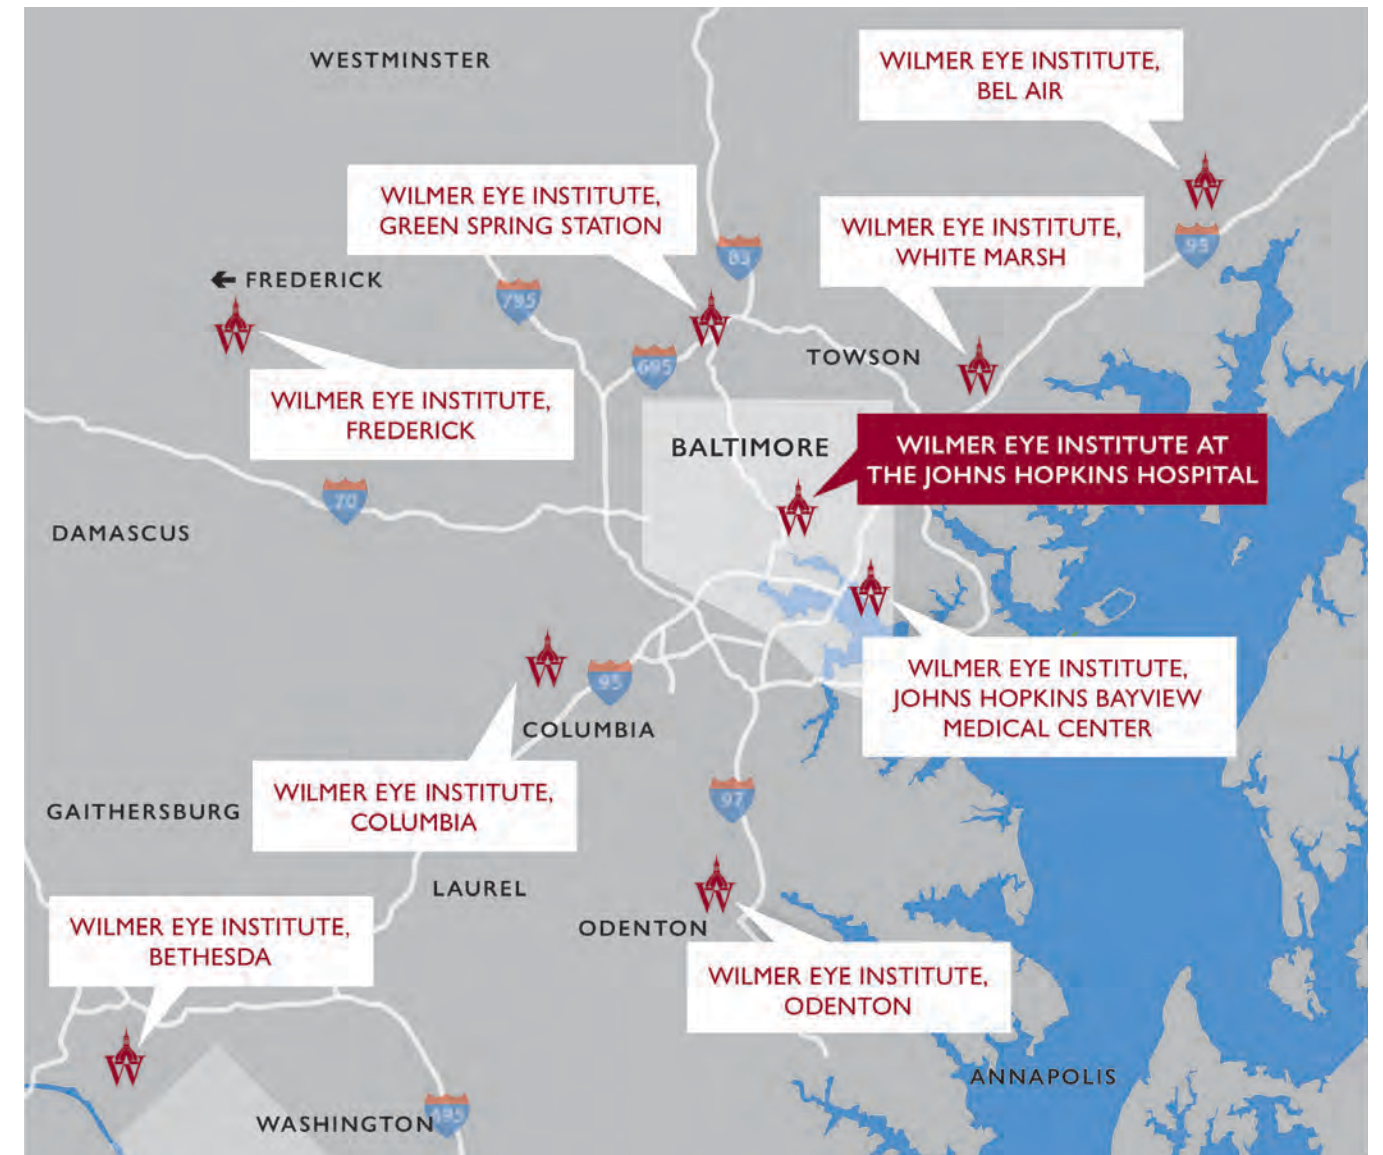 WESTMINSTER
WILMER EYE INSTITUTE,
BEL AIR
WILMER EYE INSTITUTE,
GREEN SPRING STATION
WILMER EYE INSTITUTE,
WHITE MARSH
83
95
FREDERICK
795
TOWSON
695
WILMER EYE INSTITUTE,
FREDERICK
BALTIMORE
WILMER EYE INSTITUTE AT
THE JOHNS HOPKINS HOSPITAL
70
DAMASCUS
WILMER EYE INSTITUTE,
JOHNS HOPKINS BAYVIEW
MEDICAL CENTER
95
COLUMBIA
WILMER EYE INSTITUTE,
COLUMBIA
97
GAITHERSBURG
LAUREL
ODENTON
WILMER EYE INSTITUTE,
BETHESDA
WILMER EYE INSTITUTE,
ODENTON
ANNAPOLIS
WASHINGTON